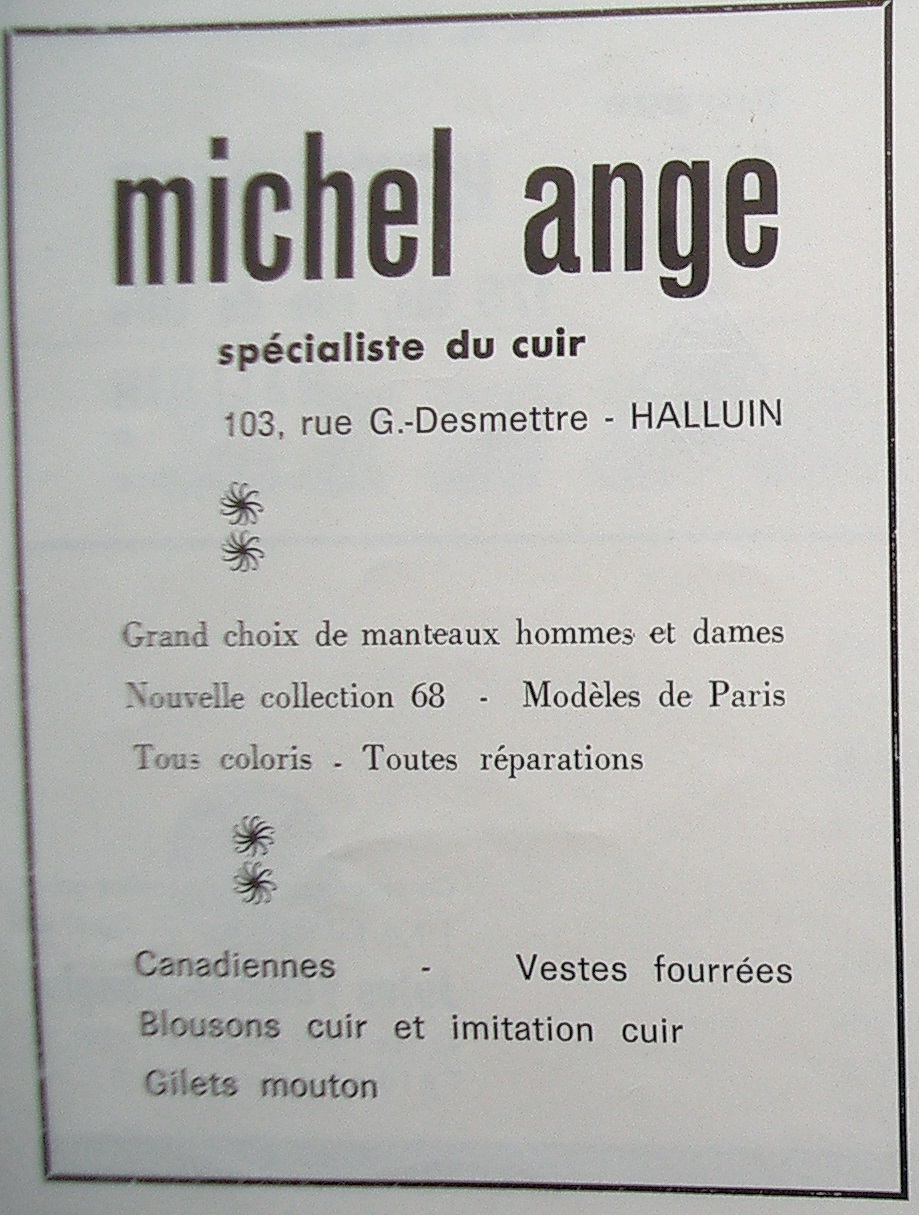 michel ange
spécialiste du cuir
103, rue G.-Desmettre - HALLUIN
Grand choix de manteaux hommes et dames
Nouvelle collection 68 - Modèles de Paris
Tous coloris - Toutes réparations
Canadiennes - Vestes fourrées
Blousons cuir et imitation cuir
Gilets mouton